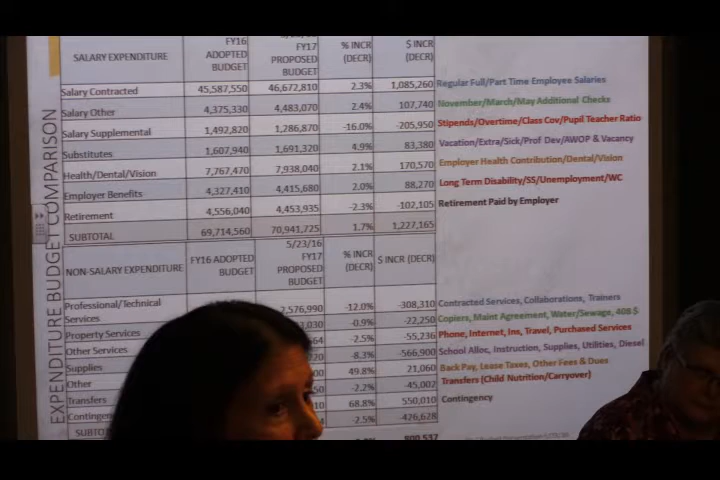 EXPENDITURE BUDGET COMPARISON
SALARY EXPENDITURE FY16 ADOPTED BUDGET FY17 PROPOSED BUDGET % INCR (DECR) $ INCR (DECR)
Salary Contracted 45,587,550 46,672,810 2.3% 1,085,260 Regular Full/Part Time Employee Salaries
Salary Other 4,375,330 4,483,070 2.4% 107,740 November/March/May Additional Checks
Salary Supplemental 1,492,820 1,286,870 -16.0% -205,950 Stipends/Overtime/Class Cov/Pupil Teacher Ratio
Substitutes 1,607,940 1,691,320 4.9% 83,380 Vacation/Extra/Sick/Prof Dev/AWOP & Vacancy
Health/Dental/Vision 7,767,470 7,938,040 2.1% 170,570 Employer Health Contribution/Dental/Vision
Employer Benefits 4,327,410 4,415,680 2.0% 88,270 Long Term Disability/SS/Unemployment/WC
Retirement 4,556,040 4,453,935 -2.3% -102,105 Retirement Paid by Employer
SUBTOTAL 69,714,560 70,941,725 1.7% 1,227,165
NON-SALARY EXPENDITURE FY16 ADOPTED BUDGET 5/23/16 FY17 PROPOSED BUDGET % INCR (DECR) $ INCR (DECR)
Professional/Technical Services 2,576,990 -12.0% -308,310 Contracted Services, Collaborations, Trainers
Property Services -0.9% -22,250 Copiers, Maint Agreement, Water/Sewage, 408 $
Other Services -2.5% -55,236 Phone, Internet, Ins, Travel, Purchased Services
Supplies -8.3% -566,900 School Alloc, Instruction, Supplies, Utilities, Diesel
Other 49.8% 21,060 Back Pay, Lease Taxes, Other Fees & Dues
Transfers -2.2% -45,002 Transfers (Child Nutrition/Carryover)
68.8% 550,010 Contingency
-2.5% -426,628